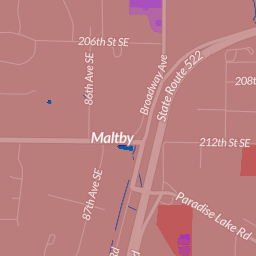 206th St SE
86th Ave SE
Broadway Ave
State Route 522
208t
Maltby
212th St SE
87th Ave SE
Paradise Lake Rd
Rd